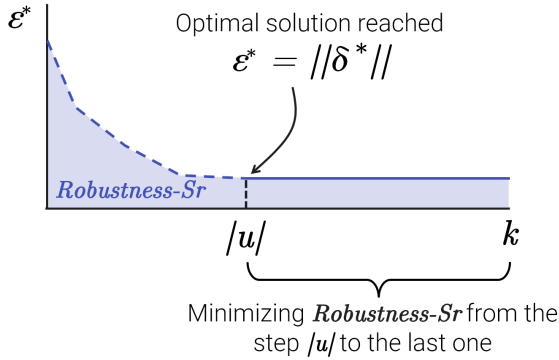 ε*
Optimal solution reached
ε* = ||δ*||
Robustness-Sr
|u|
k
Minimizing Robustness-Sr from the
step |u| to the last one